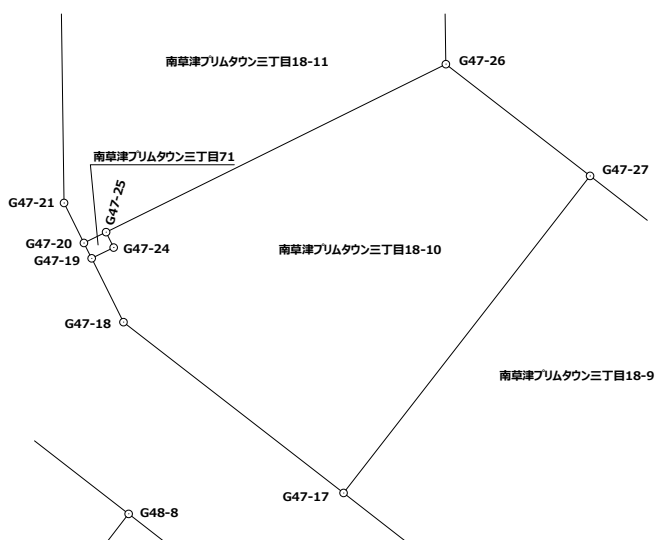 南草津プリムタウン三丁目18-11
G47-26
南草津プリムタウン三丁目71
G47-27
G47-25
G47-21
G47-20
G47-24
南草津プリムタウン三丁目18-10
G47-19
G47-18
南草津プリムタウン三丁目18-9
G47-17
G48-8